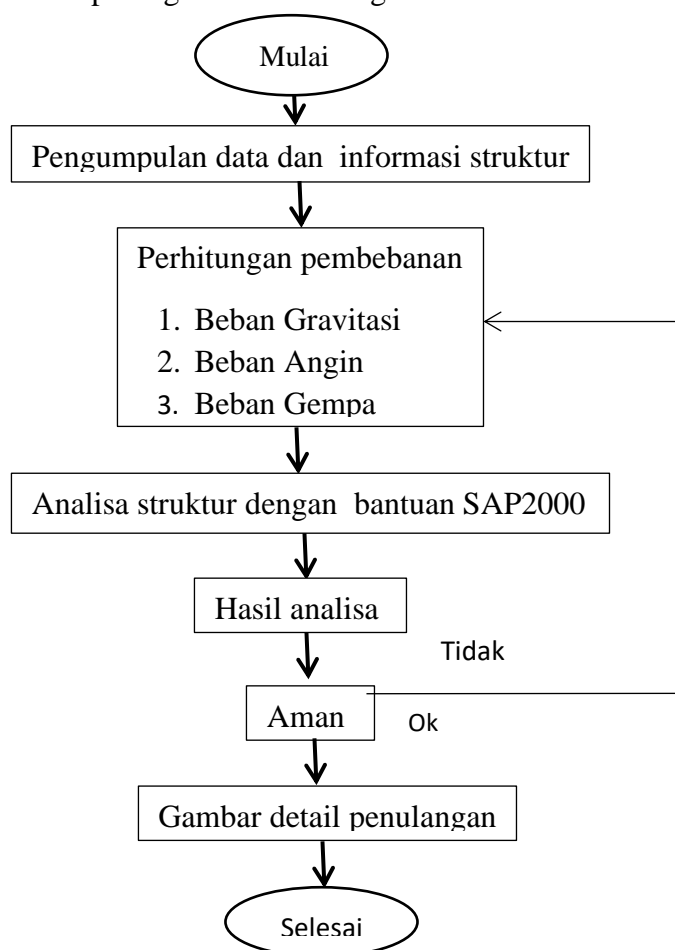 Mulai
Pengumpulan data dan informasi struktur
Perhitungan pembebanan
1. Beban Gravitasi
2. Beban Angin
3. Beban Gempa
Analisa struktur dengan bantuan SAP2000
Hasil analisa
Tidak
Aman
Ok
Gambar detail penulangan
Selesai